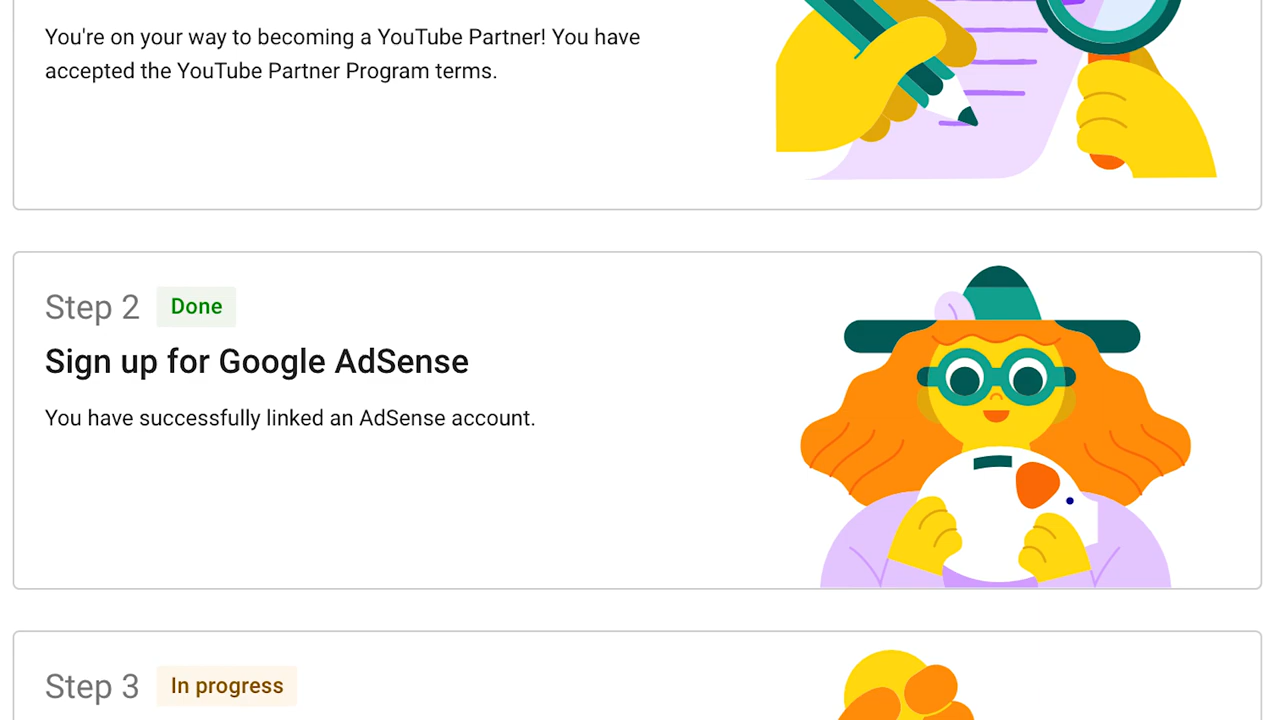 You're on your way to becoming a YouTube Partner! You have
accepted the YouTube Partner Program terms.
Step 2 Done
Sign up for Google AdSense
You have successfully linked an AdSense account.
Step 3 In progress